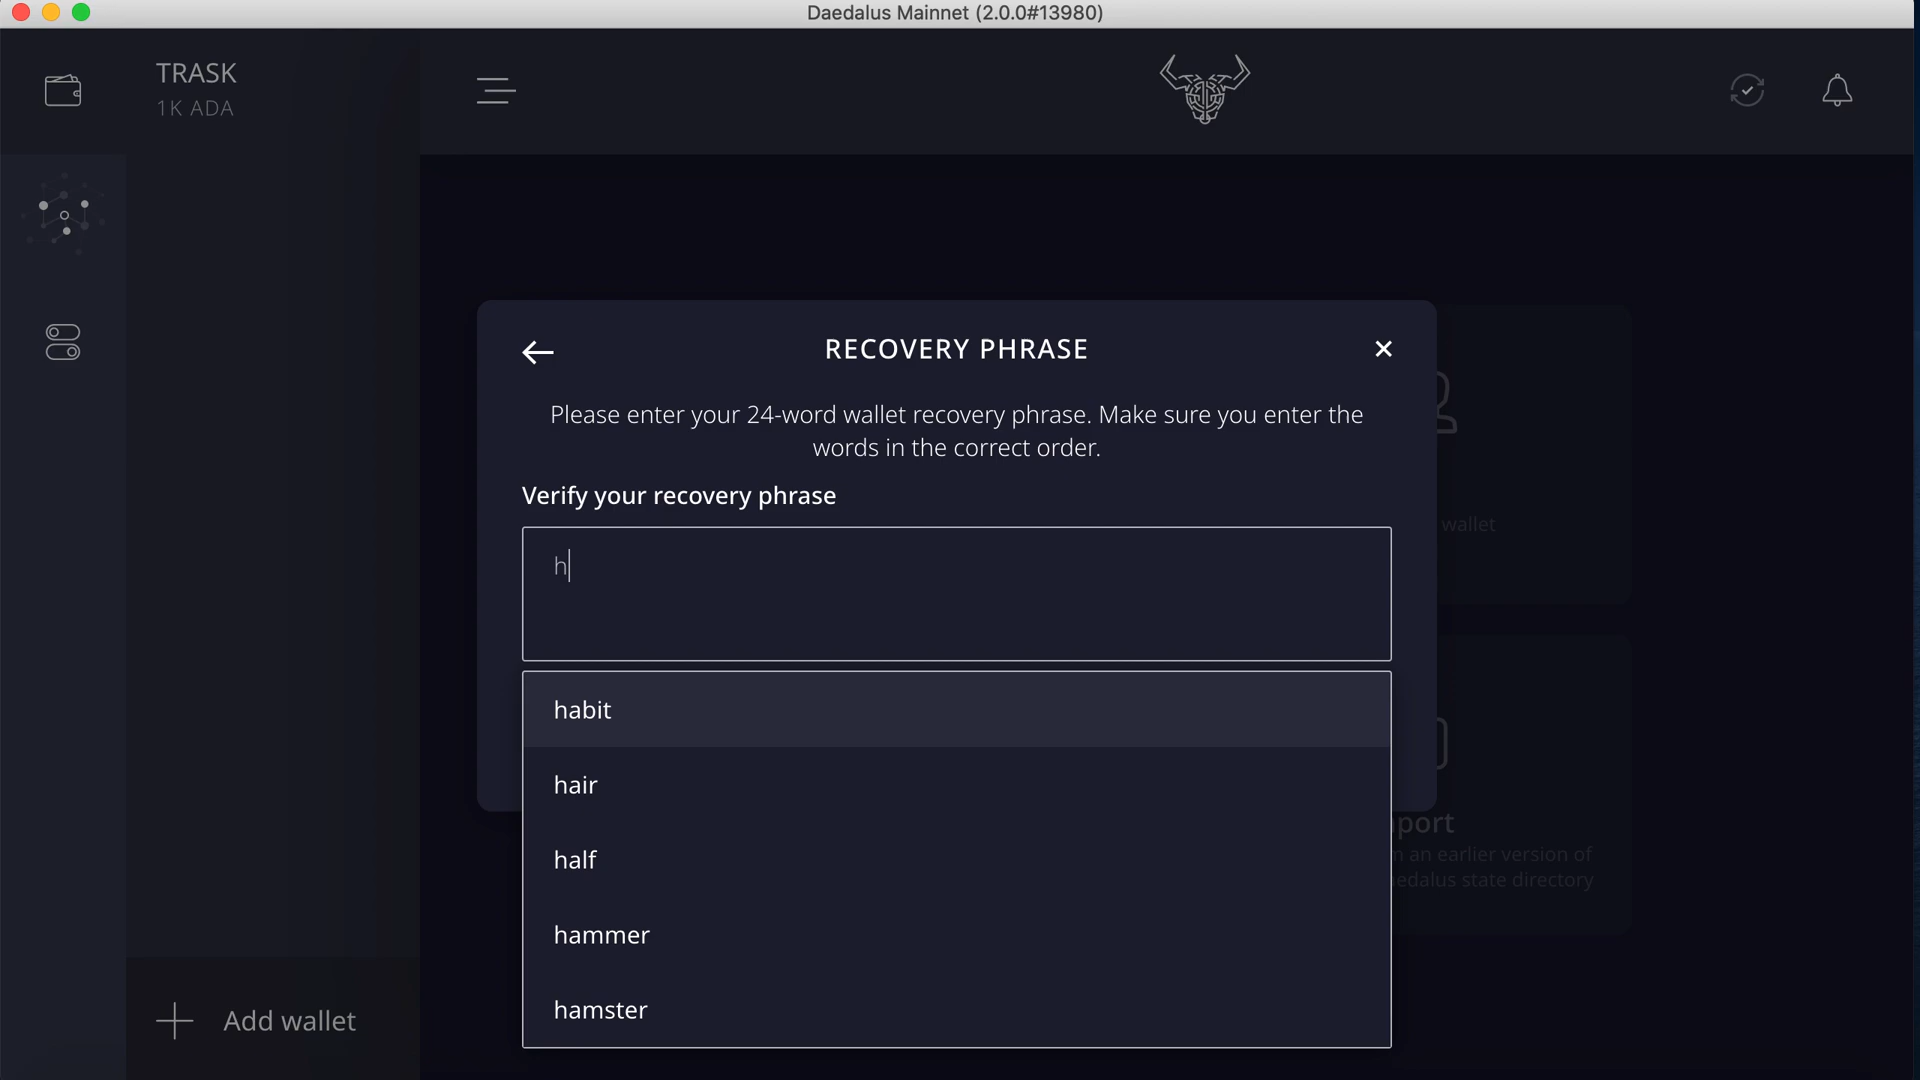 Daedalus Mainnet (2.0.0#13980)
TRASK
1K ADA
RECOVERY PHRASE
Please enter your 24-word wallet recovery phrase. Make sure you enter the
words in the correct order.
Verify your recovery phrase
h
wallet
habit
hair
half
hammer
hamster
port
an earlier version of
edalus state directory
Add wallet